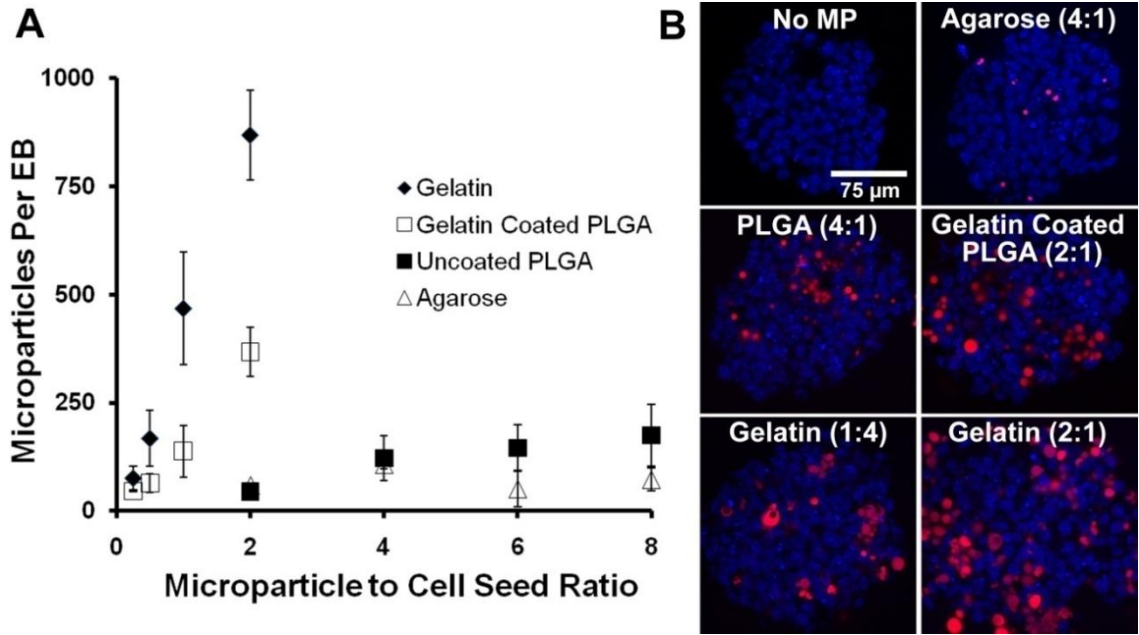 A
1000
750
500
250
0
0
2
4
6
8
Microparticles Per EB
Microparticle to Cell Seed Ratio
Gelatin
Gelatin Coated PLGA
Uncoated PLGA
Agarose
B
No MP
75 µm
Agarose (4:1)
PLGA (4:1)
Gelatin Coated
PLGA (2:1)
Gelatin (1:4)
Gelatin (2:1)